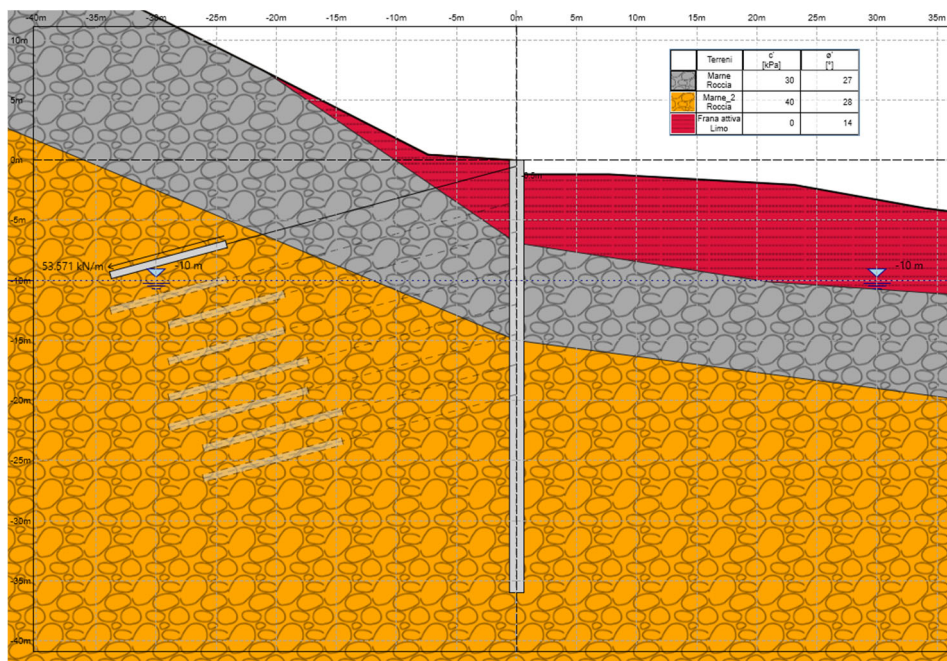 -40m -35m -30m -25m -20m -15m -10m -5m 0m 5m 10m 15m 20m 25m 30m 35m
10m
Terreni c' ø'
[kPa] [°]
Marne
Roccia 30 27
5m
Marne_2
Roccia 40 28
Frana attiva
Limo 0 14
0m
-5m
53.571 kN/m -10 m -10 m
-10m
-15m
-20m
-25m
-30m
-35m
-40m